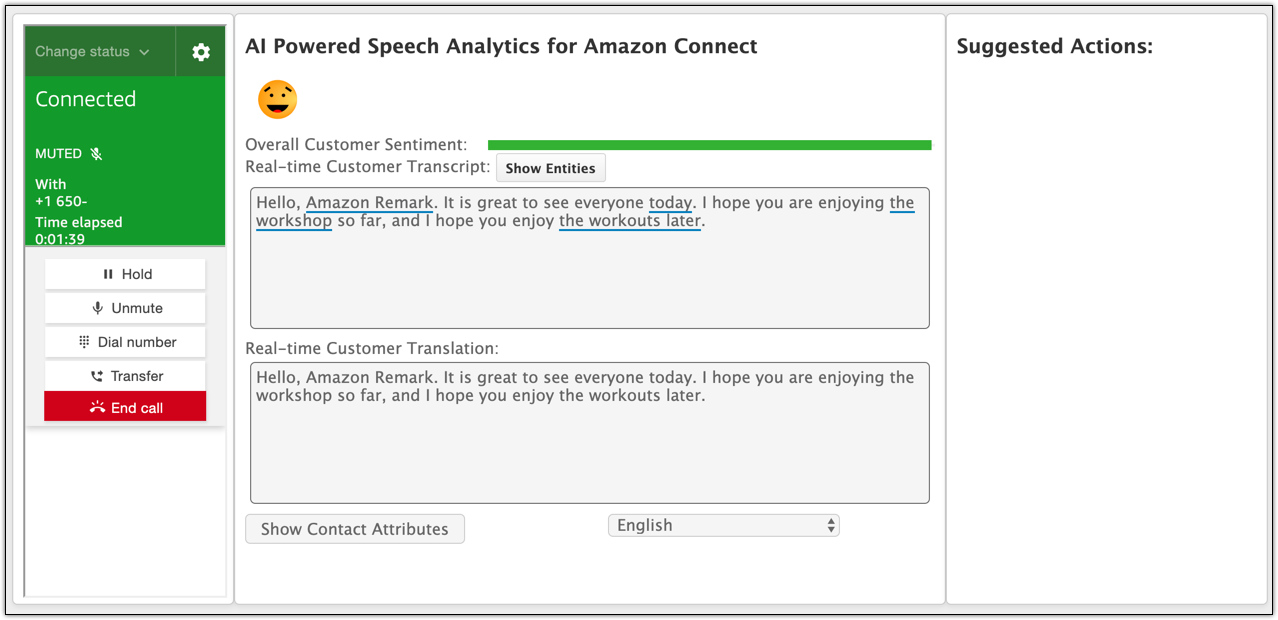 Change status
Connected
MUTED
With
+1 650-
Time elapsed
0:01:39
Hold
Unmute
Dial number
Transfer
End call
AI Powered Speech Analytics for Amazon Connect
Overall Customer Sentiment:
Real-time Customer Transcript: Show Entities
Hello, Amazon Remark. It is great to see everyone today. I hope you are enjoying the
workshop so far, and I hope you enjoy the workouts later.
Real-time Customer Translation:
Hello, Amazon Remark. It is great to see everyone today. I hope you are enjoying the
workshop so far, and I hope you enjoy the workouts later.
Show Contact Attributes
English
Suggested Actions: